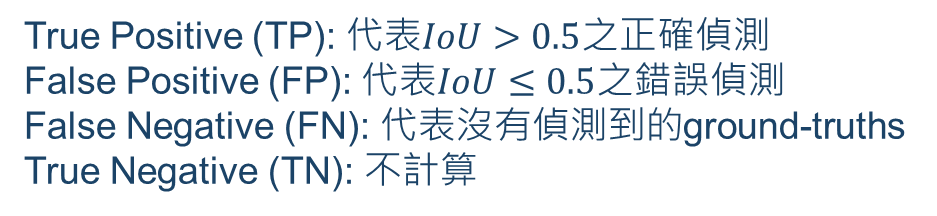 True Positive (TP): 代表𝐼𝑜𝑈 > 0.5之正確偵測
False Positive (FP): 代表𝐼𝑜𝑈 ≤ 0.5之錯誤偵測
False Negative (FN): 代表沒有偵測到的ground-truths
True Negative (TN): 不計算